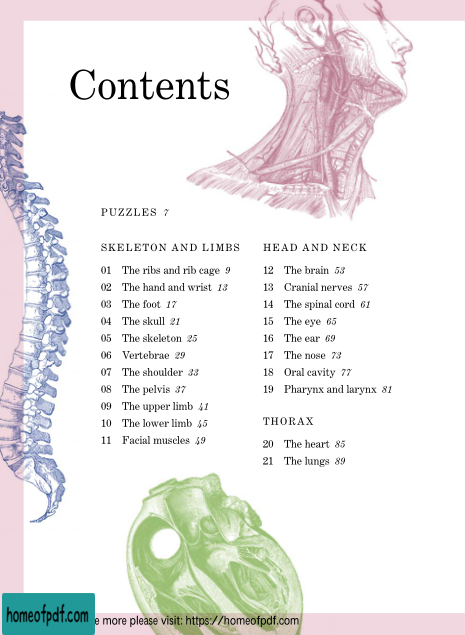 Contents
PUZZLES 7
SKELETON AND LIMBS
01 The ribs and rib cage 9
02 The hand and wrist 13
03 The foot 17
04 The skull 21
05 The skeleton 25
06 Vertebrae 29
07 The shoulder 33
08 The pelvis 37
09 The upper limb 41
10 The lower limb 45
11 Facial muscles 49
HEAD AND NECK
12 The brain 53
13 Cranial nerves 57
14 The spinal cord 61
15 The eye 65
16 The ear 69
17 The nose 73
18 Oral cavity 77
19 Pharynx and larynx 81
THORAX
20 The heart 85
21 The lungs 89
homeofpdf.com
e more please visit: https://homeofpdf.com